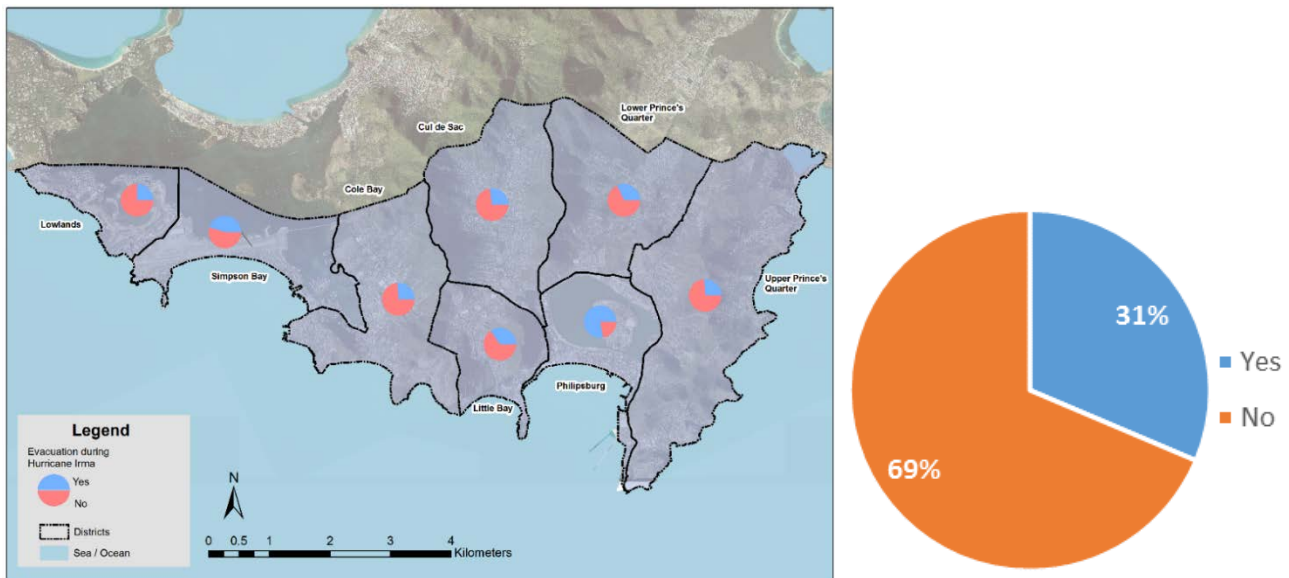 Lower Prince's
Quarter
Cul de Sac
Cole Bay
Lowlands
Simpson Bay
Upper Prince's
Quarter
Philipsburg
Little Bay
Legend
Evacuation during
Hurricane Irma
Yes
No
Districts
Sea / Ocean
N
0 0.5 1 2 3 4
Kilometers
31%
69%
Yes
No